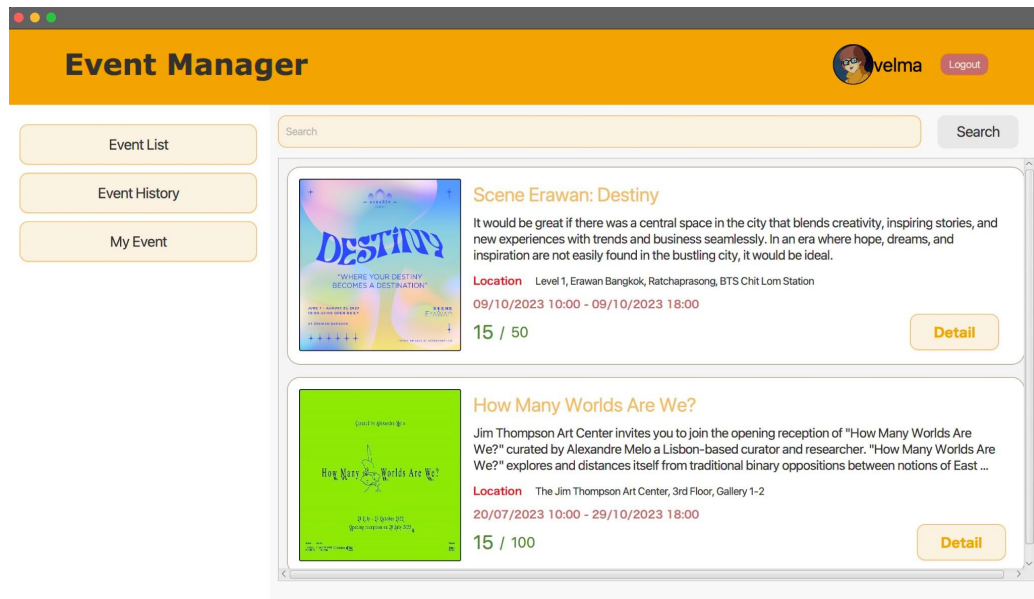 Event Manager
velma
Logout
Event List
Event History
My Event
Search
Search
DESTINY
"WHERE YOUR DESTINY
BECOMES A DESTINATION"
SCENE
ERAWAN
Scene Erawan: Destiny
It would be great if there was a central space in the city that blends creativity, inspiring stories, and
new experiences with trends and business seamlessly. In an era where hope, dreams, and
inspiration are not easily found in the bustling city, it would be ideal.
Location Level 1, Erawan Bangkok, Ratchaprasong, BTS Chit Lom Station
09/10/2023 10:00 - 09/10/2023 18:00
15 / 50
Detail
How Many Worlds Are We?
How Many Worlds Are We?
Jim Thompson Art Center invites you to join the opening reception of "How Many Worlds Are
We?" curated by Alexandre Melo a Lisbon-based curator and researcher. "How Many Worlds Are
We?" explores and distances itself from traditional binary oppositions between notions of East ...
Location The Jim Thompson Art Center, 3rd Floor, Gallery 1-2
20/07/2023 10:00 - 29/10/2023 18:00
15 / 100
Detail